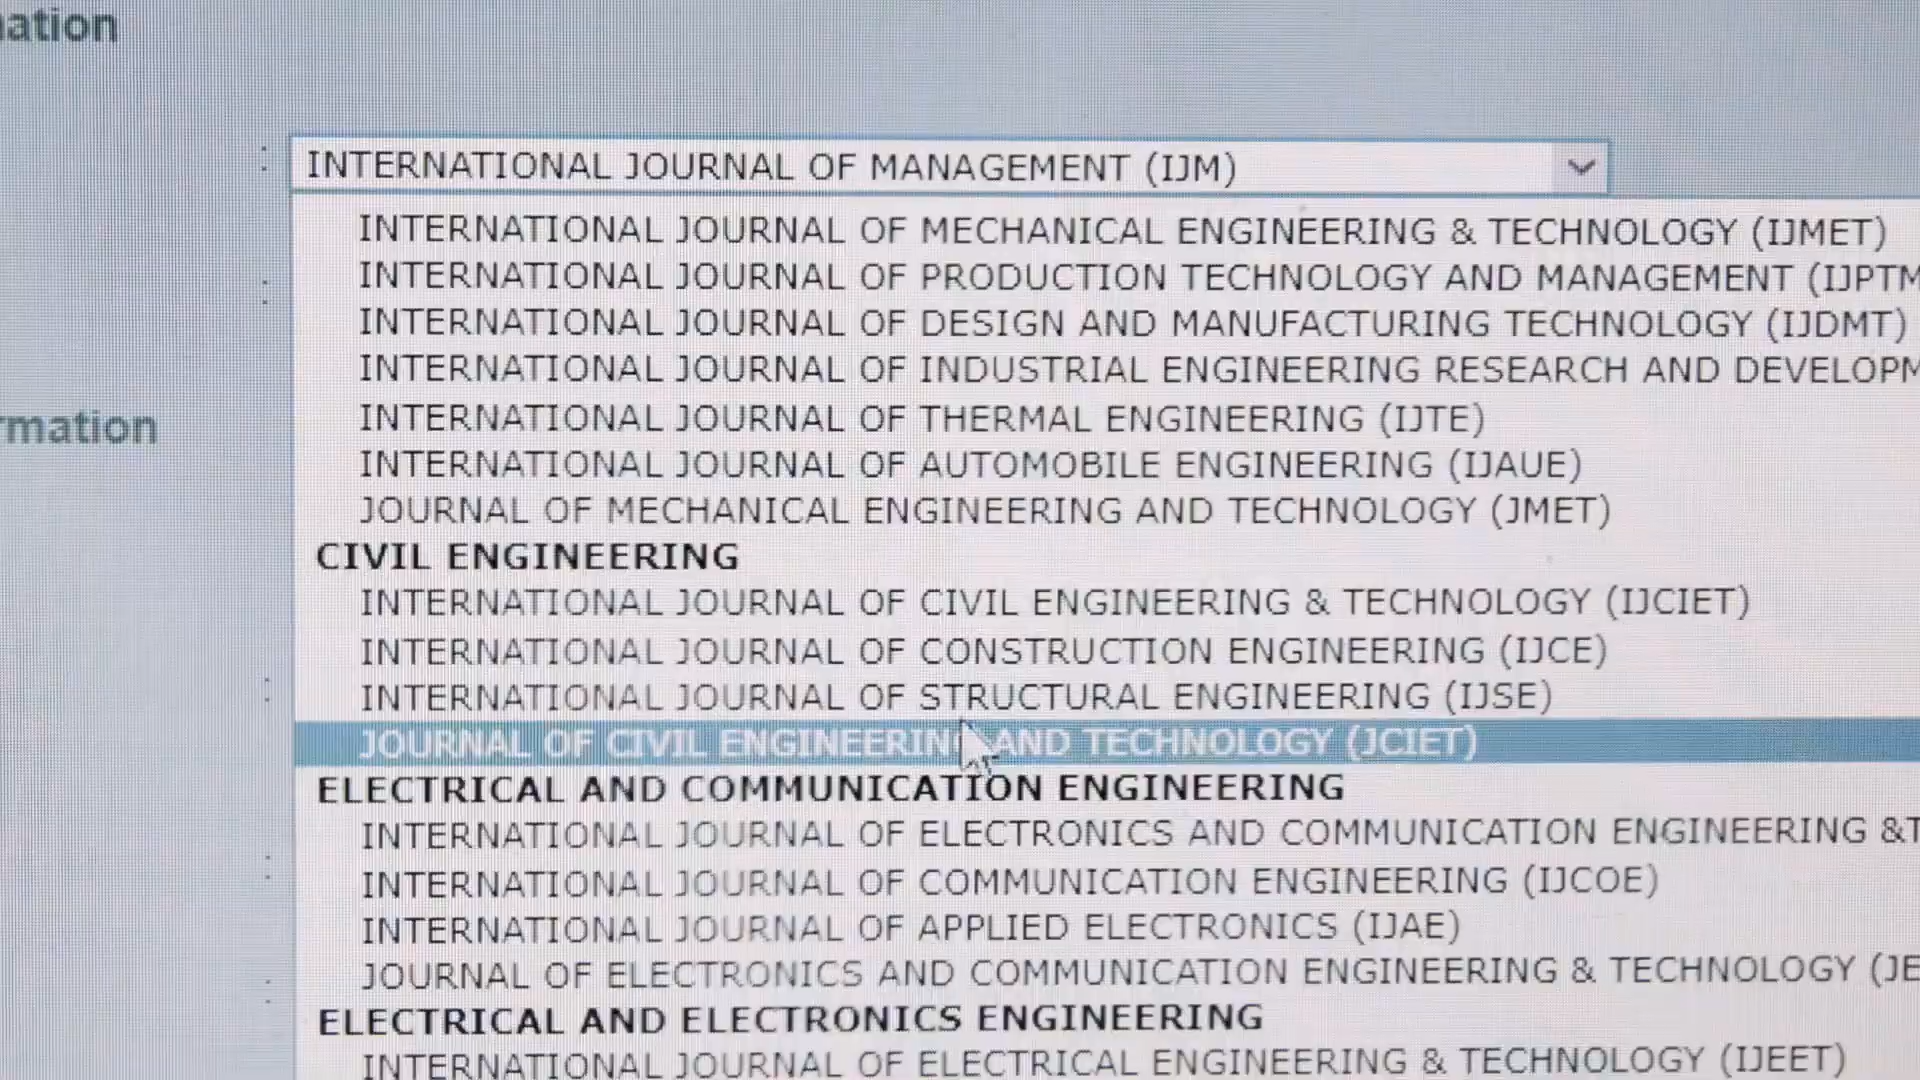 ation
: INTERNATIONAL JOURNAL OF MANAGEMENT (IJM)
INTERNATIONAL JOURNAL OF MECHANICAL ENGINEERING & TECHNOLOGY (IJMET)
: INTERNATIONAL JOURNAL OF PRODUCTION TECHNOLOGY AND MANAGEMENT (IJPTM
INTERNATIONAL JOURNAL OF DESIGN AND MANUFACTURING TECHNOLOGY (IJDMT)
INTERNATIONAL JOURNAL OF INDUSTRIAL ENGINEERING RESEARCH AND DEVELOPM
rmation
INTERNATIONAL JOURNAL OF THERMAL ENGINEERING (IJTE)
INTERNATIONAL JOURNAL OF AUTOMOBILE ENGINEERING (IJAUE)
JOURNAL OF MECHANICAL ENGINEERING AND TECHNOLOGY (JMET)
CIVIL ENGINEERING
INTERNATIONAL JOURNAL OF CIVIL ENGINEERING & TECHNOLOGY (IJCIET)
INTERNATIONAL JOURNAL OF CONSTRUCTION ENGINEERING (IJCE)
: INTERNATIONAL JOURNAL OF STRUCTURAL ENGINEERING (IJSE)
JOURNAL OF CIVIL ENGINEERING AND TECHNOLOGY (JCIET)
ELECTRICAL AND COMMUNICATION ENGINEERING
INTERNATIONAL JOURNAL OF ELECTRONICS AND COMMUNICATION ENGINEERING &T
: INTERNATIONAL JOURNAL OF COMMUNICATION ENGINEERING (IJCOE)
INTERNATIONAL JOURNAL OF APPLIED ELECTRONICS (IJAE)
: JOURNAL OF ELECTRONICS AND COMMUNICATION ENGINEERING & TECHNOLOGY (JE
ELECTRICAL AND ELECTRONICS ENGINEERING
INTERNATIONAL JOURNAL OF ELECTRICAL ENGINEERING & TECHNOLOGY (IJEET)